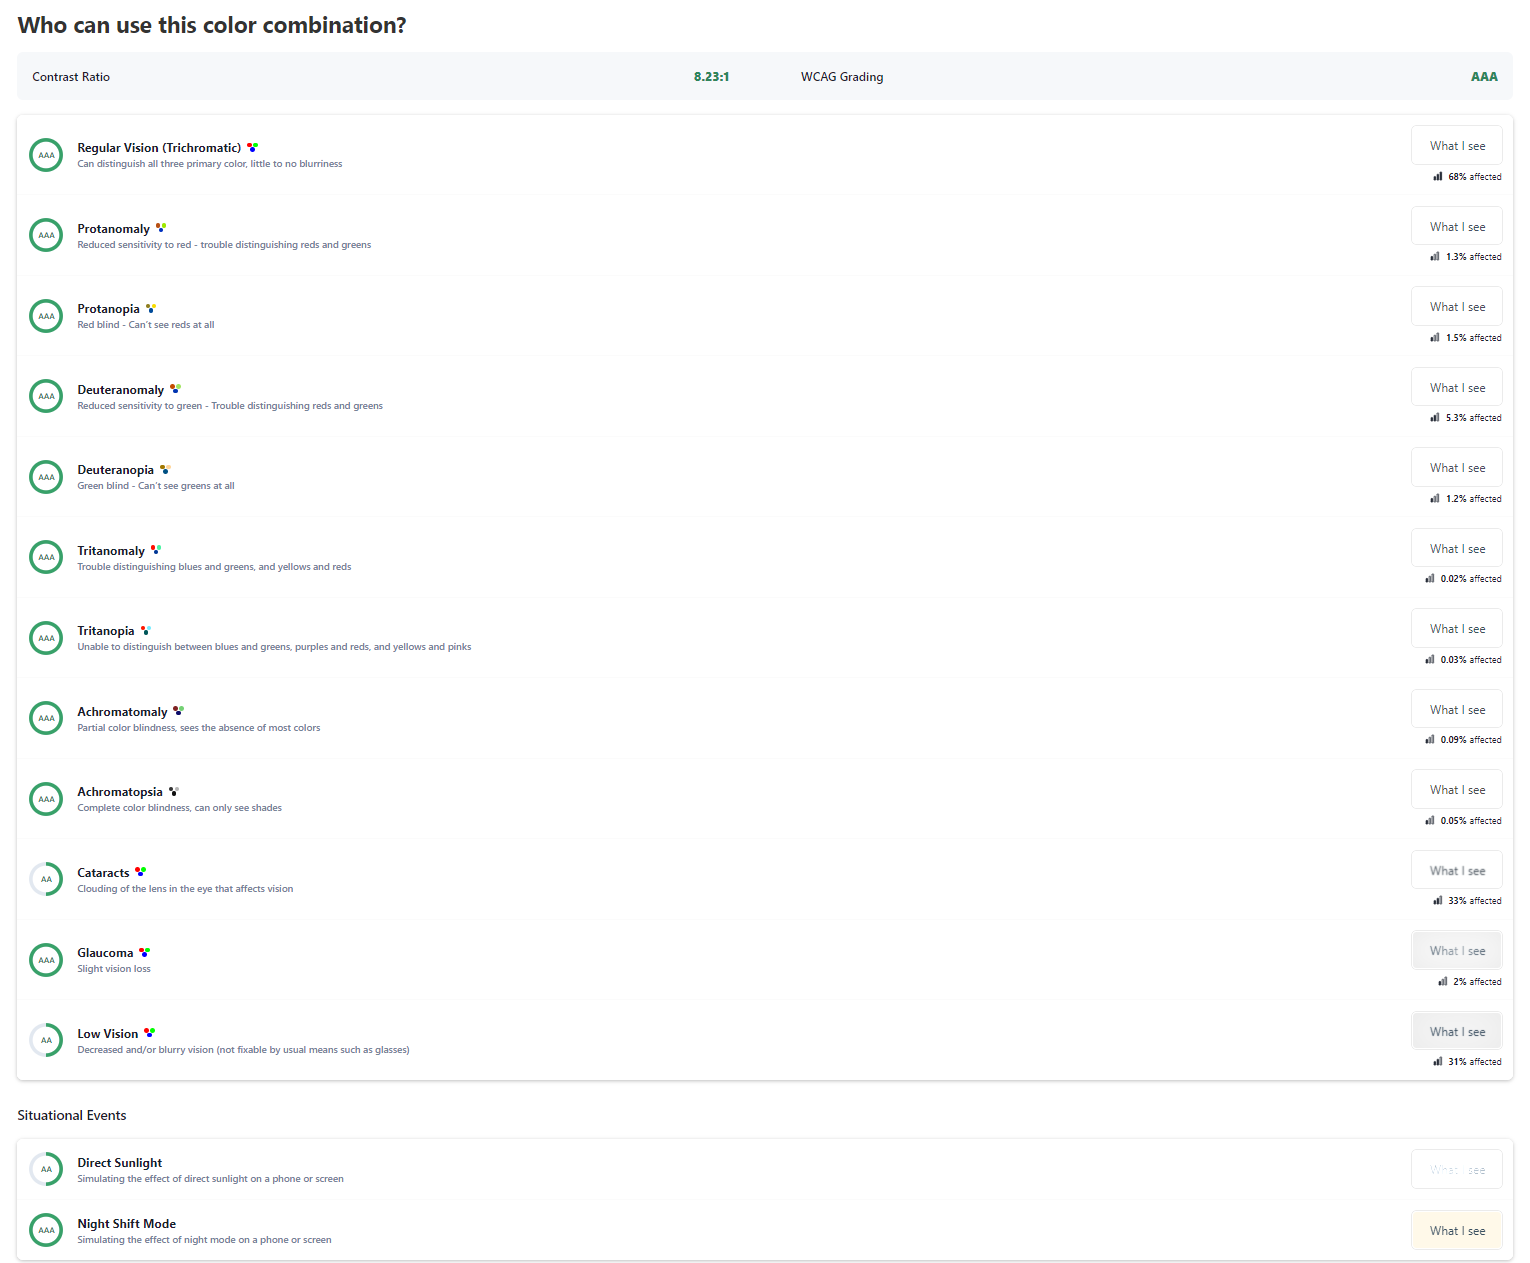 Who can use this color combination?
Contrast Ratio 8.23:1 WCAG Grading AAA
AAA Regular Vision (Trichromatic) What I see
Can distinguish all three primary color, little to no blurriness
68% affected
AAA Protanomaly What I see
Reduced sensitivity to red - trouble distinguishing reds and greens
1.3% affected
AAA Protanopia What I see
Red blind - Can't see reds at all
1.5% affected
AAA Deuteranomaly What I see
Reduced sensitivity to green - Trouble distinguishing reds and greens
5.3% affected
AAA Deuteranopia What I see
Green blind - Can't see greens at all
1.2% affected
AAA Tritanomaly What I see
Trouble distinguishing blues and greens, and yellows and reds
0.02% affected
AAA Tritanopia What I see
Unable to distinguish between blues and greens, purples and reds, and yellows and pinks
0.03% affected
AAA Achromatomaly What I see
Partial color blindness, sees the absence of most colors
0.09% affected
AAA Achromatopsia What I see
Complete color blindness, can only see shades
0.05% affected
AA Cataracts What I see
Clouding of the lens in the eye that affects vision
33% affected
AAA Glaucoma What I see
Slight vision loss
2% affected
AA Low Vision What I see
Decreased and/or blurry vision (not fixable by usual means such as glasses)
31% affected
Situational Events
AA Direct Sunlight What I see
Simulating the effect of direct sunlight on a phone or screen
AAA Night Shift Mode What I see
Simulating the effect of night mode on a phone or screen